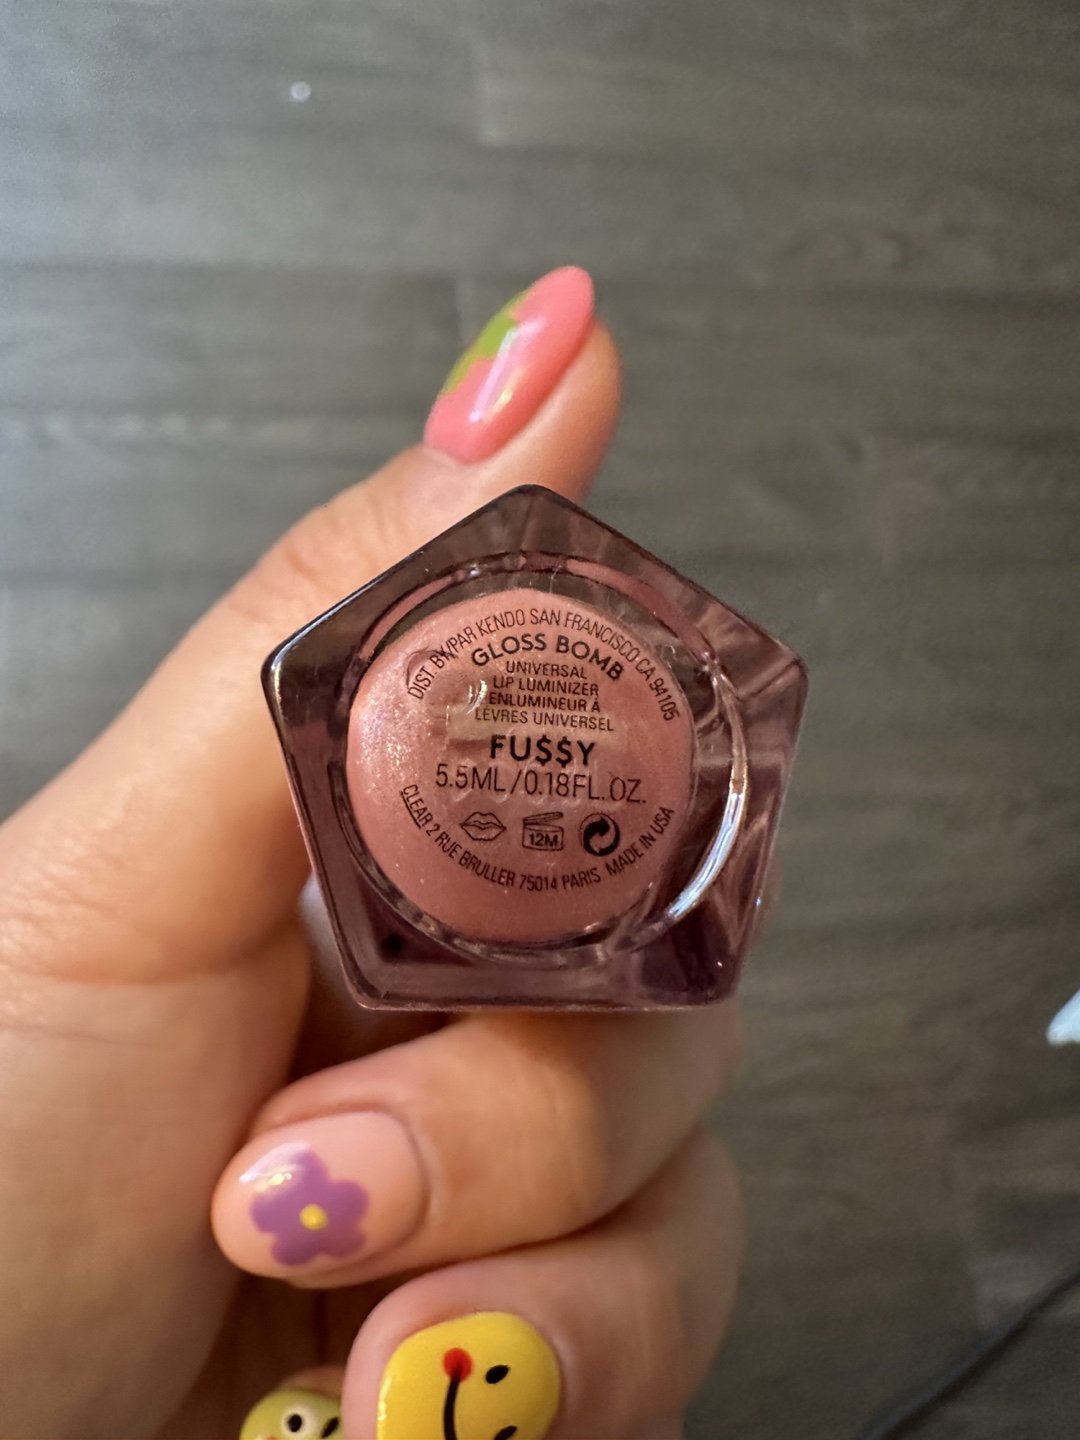 DIST. BY/PAR KENDO SAN FRANCISCO CA 94105
GLOSS BOMB
UNIVERSAL
LIP LUMINIZER
ENLUMINEUR À
LÈVRES UNIVERSEL
FU$$Y
5.5ML/0.18FL.OZ.
12M
CLEAR 2 RUE BRULLER 75014 PARIS MADE IN USA